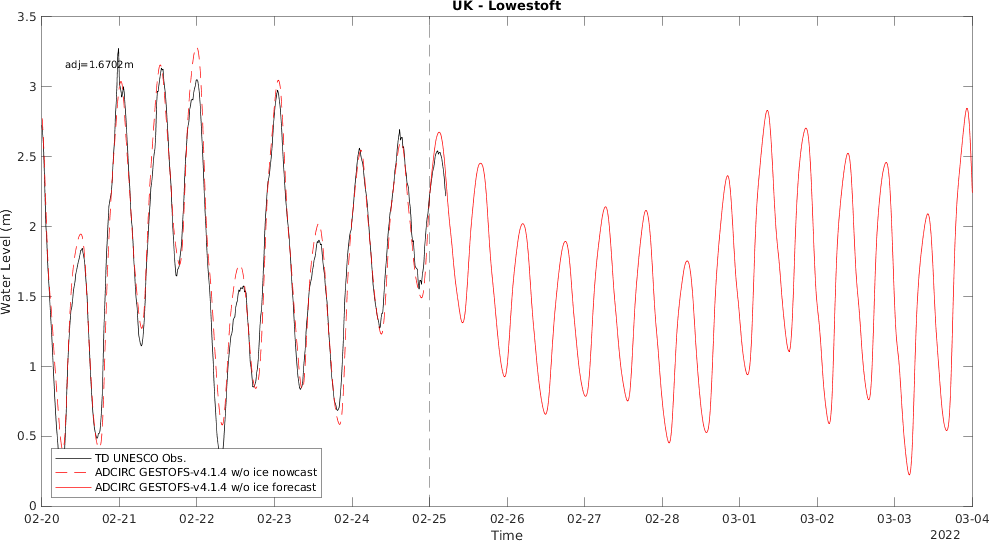 UK - Lowestoft
3.5
adj=1.6702m
3
2.5
2
1.5
1
0.5
0
Water Level (m)
TD UNESCO Obs.
ADCIRC GESTOFS-v4.1.4 w/o ice nowcast
ADCIRC GESTOFS-v4.1.4 w/o ice forecast
02-20 02-21 02-22 02-23 02-24 02-25 02-26 02-27 02-28 03-01 03-02 03-03 03-04
Time
2022